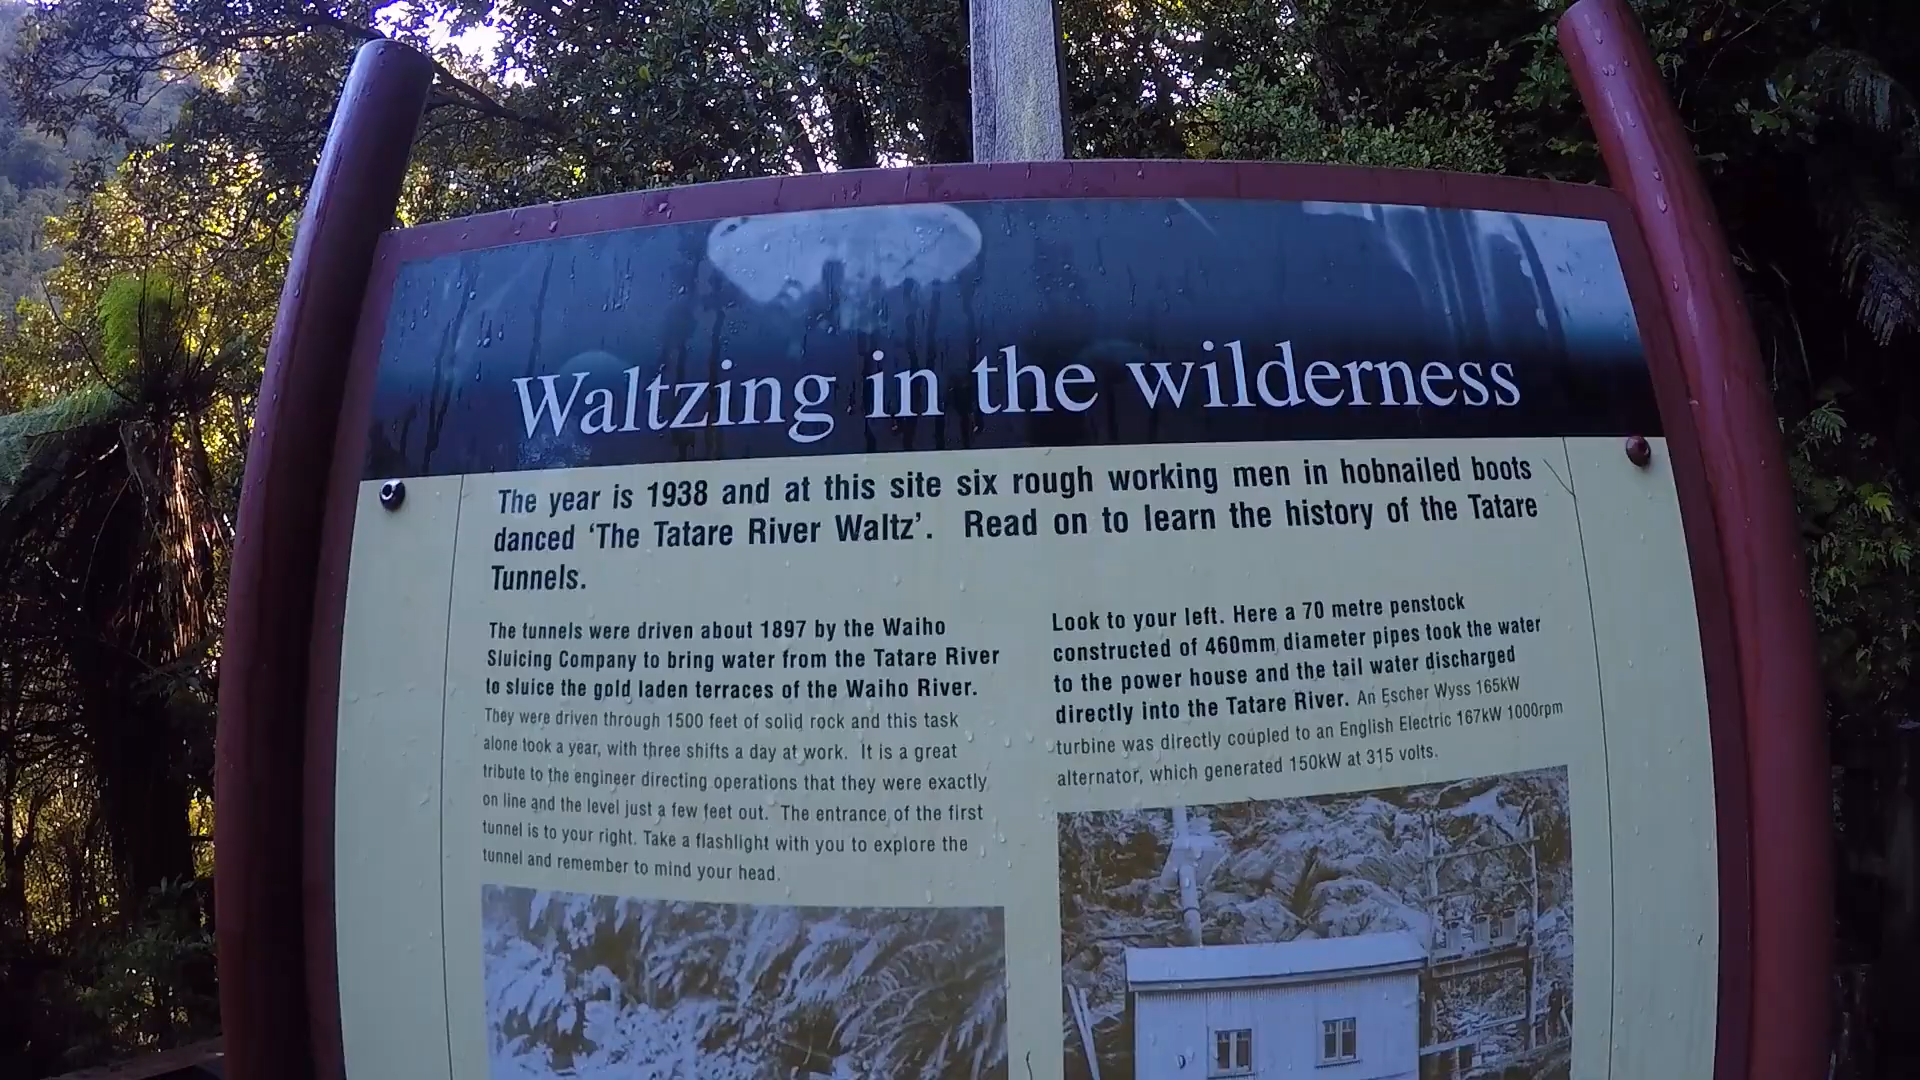 Waltzing in the wilderness
The year is 1938 and at this site six rough working men in hobnailed boots
danced ‘The Tatare River Waltz’. Read on to learn the history of the Tatare
Tunnels.
The tunnels were driven about 1897 by the Waiho
Sluicing Company to bring water from the Tatare River
to sluice the gold laden terraces of the Waiho River.
They were driven through 1500 feet of solid rock and this task
alone took a year, with three shifts a day at work. It is a great
tribute to the engineer directing operations that they were exactly
on line and the level just a few feet out. The entrance of the first
tunnel is to your right. Take a flashlight with you to explore the
tunnel and remember to mind your head.
Look to your left. Here a 70 metre penstock
constructed of 460mm diameter pipes took the water
to the power house and the tail water discharged
directly into the Tatare River. An Escher Wyss 165kW
turbine was directly coupled to an English Electric 167kW 1000rpm
alternator, which generated 150kW at 315 volts.